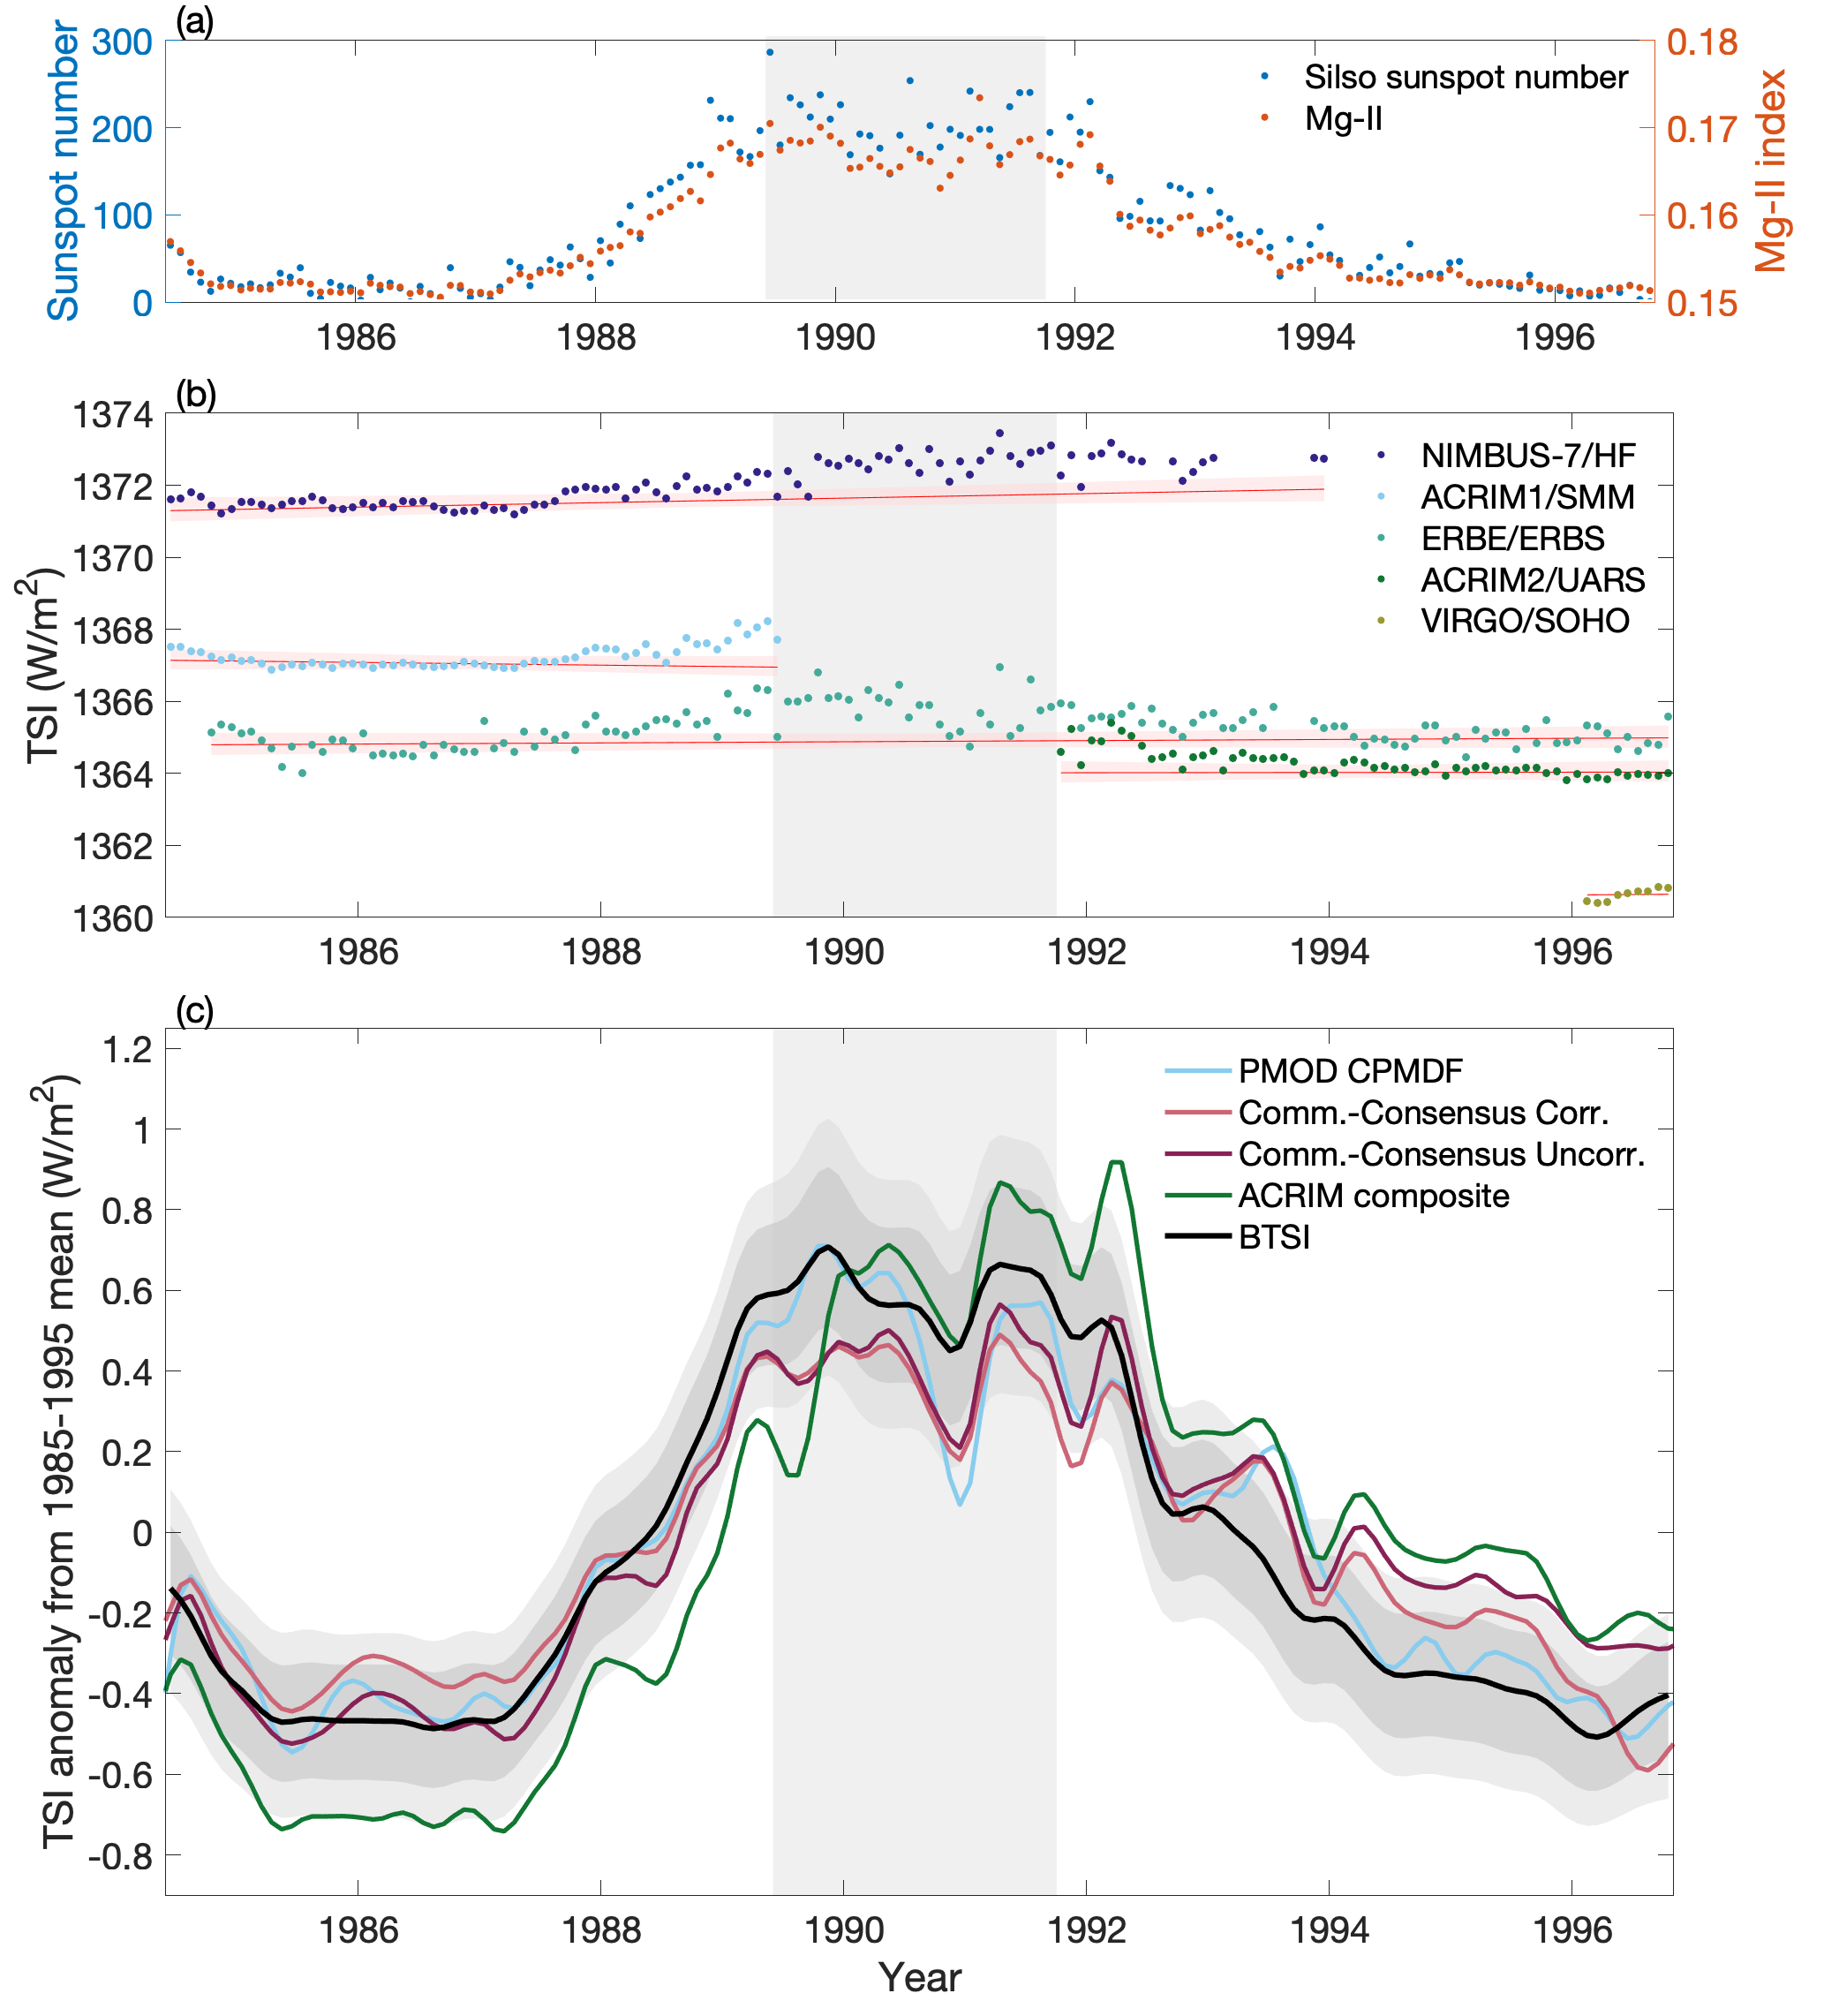 (a)
Sunspot number
300
200
100
0
0.18
0.17
0.16
0.15
Mg-II index
Silso sunspot number
Mg-II
1986
1988
1990
1992
1994
1996
(b)
TSI (W/m²)
1374
1372
1370
1368
1366
1364
1362
1360
NIMBUS-7/HF
ACRIM1/SMM
ERBE/ERBS
ACRIM2/UARS
VIRGO/SOHO
1986
1988
1990
1992
1994
1996
(c)
TSI anomaly from 1985-1995 mean (W/m²)
1.2
1
0.8
0.6
0.4
0.2
0
-0.2
-0.4
-0.6
-0.8
PMOD CPMDF
Comm.-Consensus Corr.
Comm.-Consensus Uncorr.
ACRIM composite
BTSI
1986
1988
1990
1992
1994
1996
Year